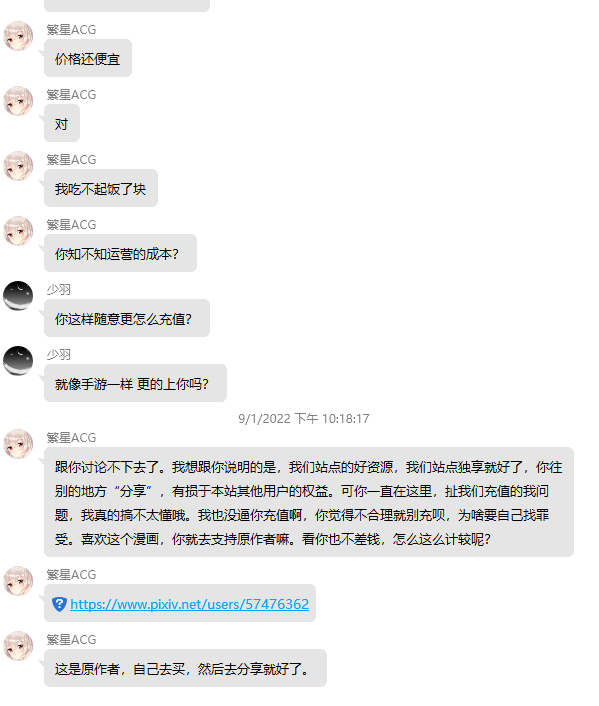 繁星ACG
价格还便宜
繁星ACG
对
繁星ACG
我吃不起饭了块
繁星ACG
你知不知运营的成本？
少羽
你这样随意更怎么充值？
少羽
就像手游一样 更的上你吗？
9/1/2022 下午 10:18:17
繁星ACG
跟你讨论不下去了。我想跟你说明的是，我们站点的好资源，我们站点独享就好了，你往
别的地方“分享”，有损于本站其他用户的权益。可你一直在这里，扯我们充值的我问
题，我真的搞不太懂哦。我也没逼你充值啊，你觉得不合理就别充呗，为啥要自己找罪
受。喜欢这个漫画，你就去支持原作者嘛。看你也不差钱，怎么这么计较呢？
繁星ACG
https://www.pixiv.net/users/57476362
繁星ACG
这是原作者，自己去买，然后去分享就好了。